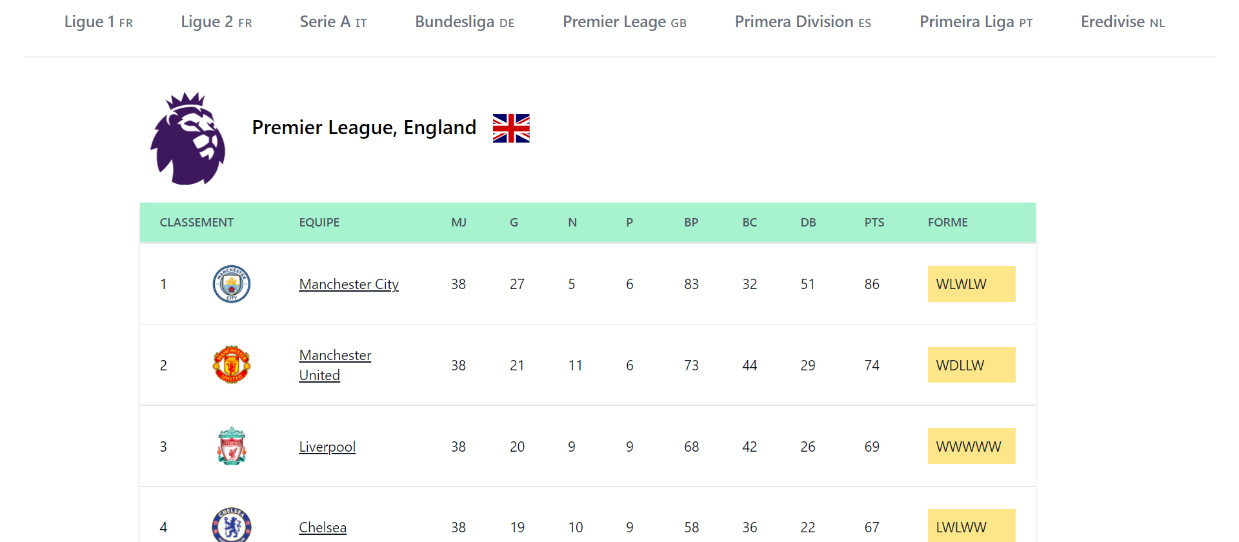 Ligue 1 FR Ligue 2 FR Serie A IT Bundesliga DE Premier Leage GB Primera Division ES Primeira Liga PT Eredivise NL
Premier League, England
CLASSEMENT EQUIPE MJ G N P BP BC DB PTS FORME
1 Manchester City 38 27 5 6 83 32 51 86 WLWLW
2 Manchester United 38 21 11 6 73 44 29 74 WDLLW
3 Liverpool 38 20 9 9 68 42 26 69 WWWWW
4 Chelsea 38 19 10 9 58 36 22 67 LWLWW